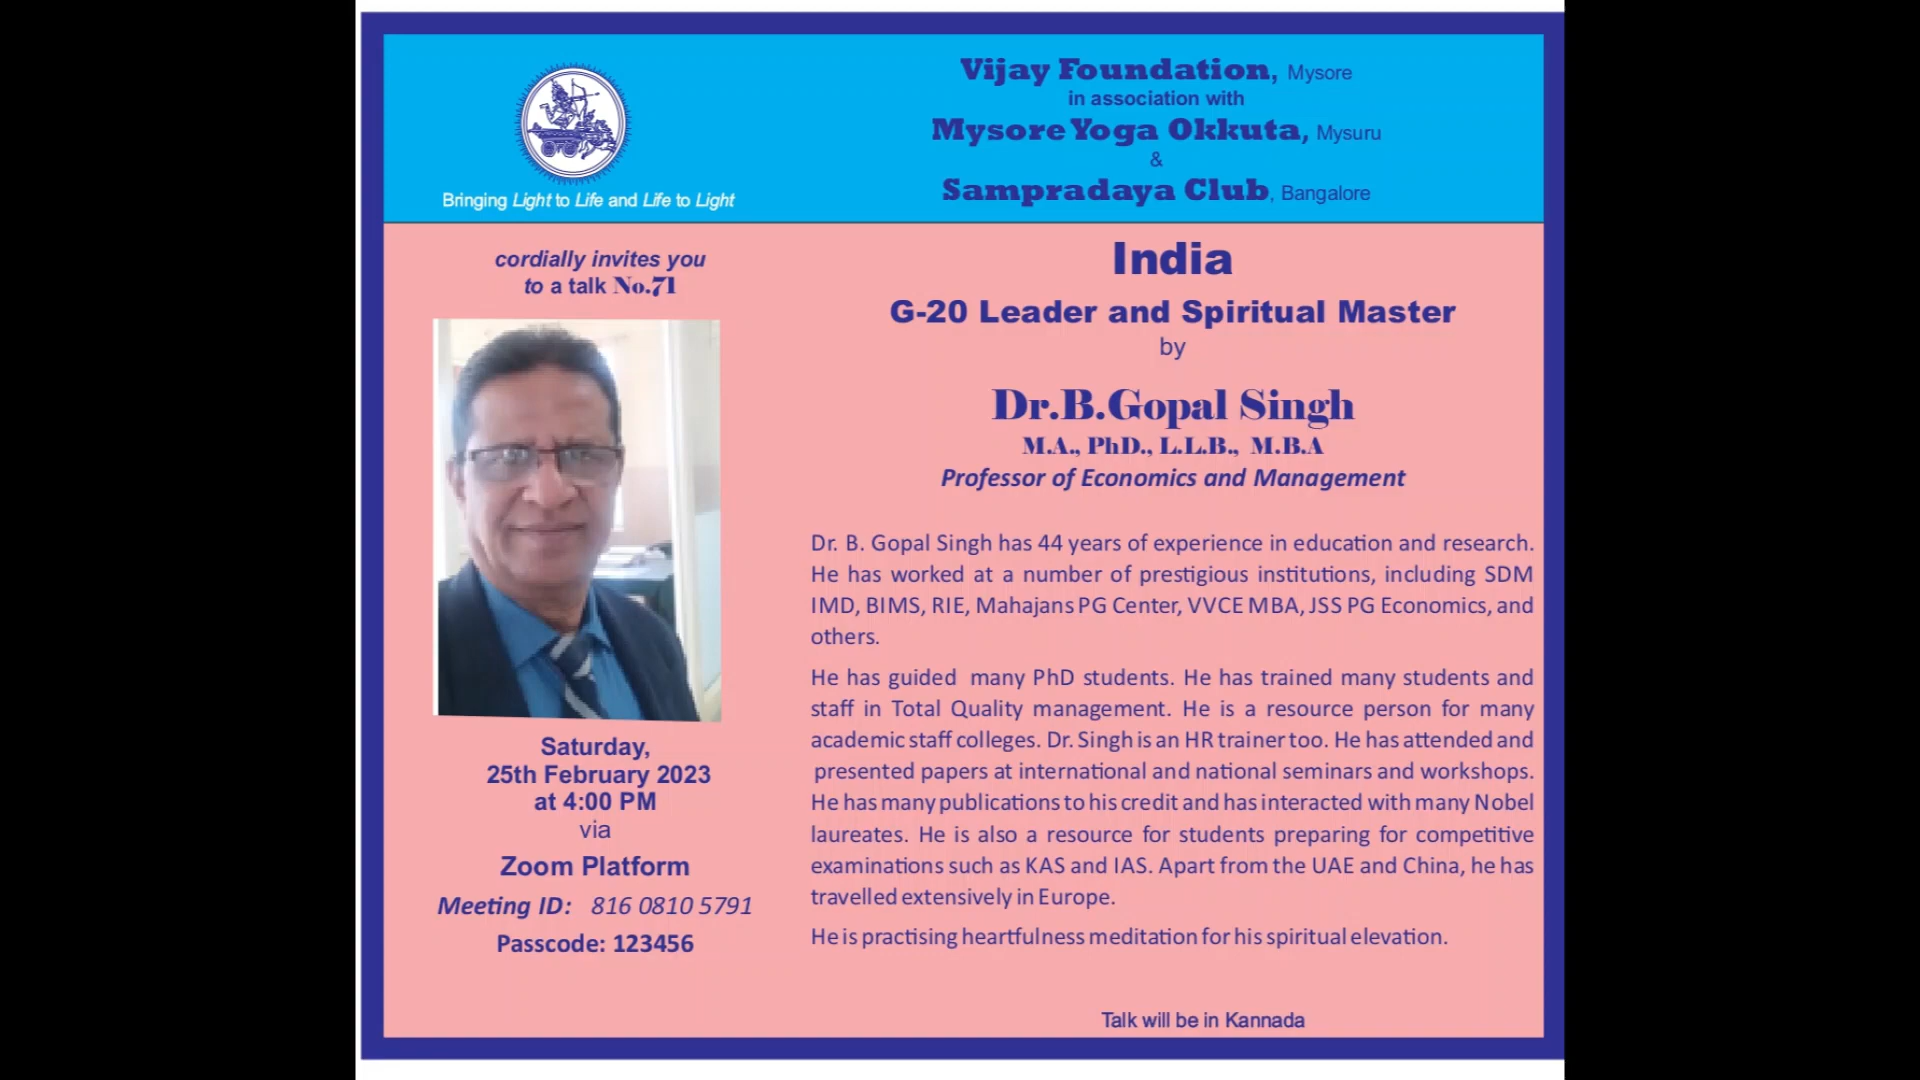 Vijay Foundation, Mysore
in association with
Mysore Yoga Okkuta, Mysuru
&
Sampradaya Club, Bangalore
Bringing Light to Life and Life to Light
cordially invites you
to a talk No.71
Saturday,
25th February 2023
at 4:00 PM
via
Zoom Platform
Meeting ID: 816 0810 5791
Passcode: 123456
India
G-20 Leader and Spiritual Master
by
Dr.B.Gopal Singh
M.A., PhD., L.L.B., M.B.A
Professor of Economics and Management
Dr. B. Gopal Singh has 44 years of experience in education and research.
He has worked at a number of prestigious institutions, including SDM
IMD, BIMS, RIE, Mahajans PG Center, VVCE MBA, JSS PG Economics, and
others.
He has guided many PhD students. He has trained many students and
staff in Total Quality management. He is a resource person for many
academic staff colleges. Dr. Singh is an HR trainer too. He has attended and
presented papers at international and national seminars and workshops.
He has many publications to his credit and has interacted with many Nobel
laureates. He is also a resource for students preparing for competitive
examinations such as KAS and IAS. Apart from the UAE and China, he has
travelled extensively in Europe.
He is practising heartfulness meditation for his spiritual elevation.
Talk will be in Kannada